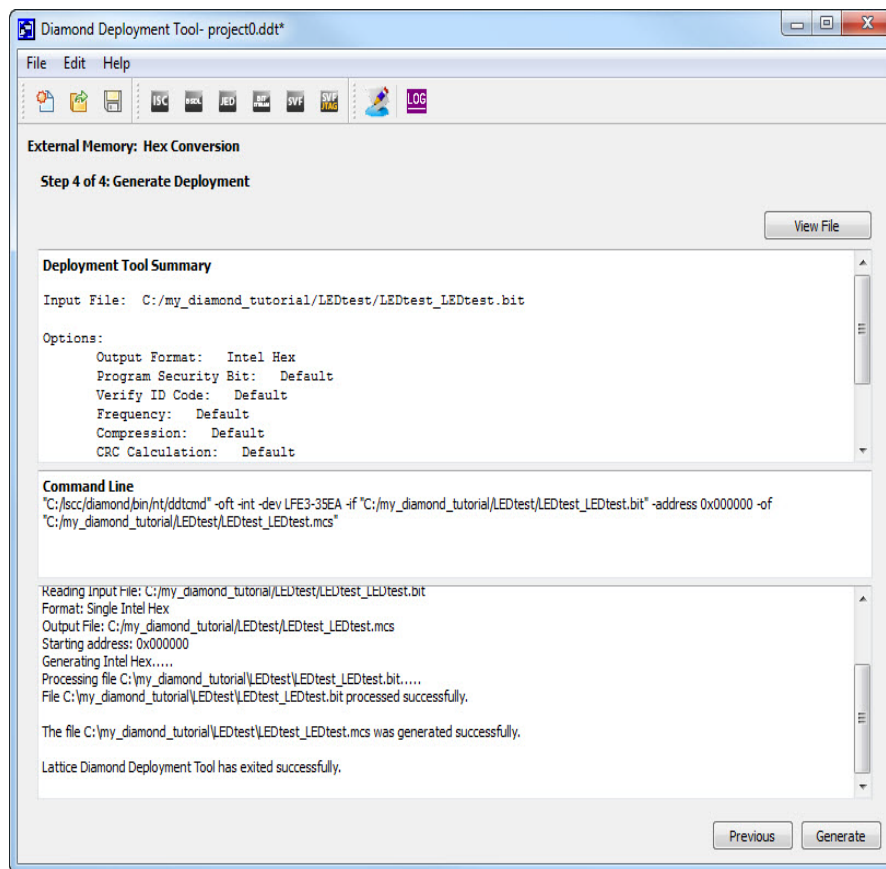 Diamond Deployment Tool- project0.ddt*
File Edit Help
ISC BSDL JED BIT STREAM SVF SVF JTAG LOG
External Memory: Hex Conversion
Step 4 of 4: Generate Deployment
View File
Deployment Tool Summary
Input File: C:/my_diamond_tutorial/LEDtest/LEDtest_LEDtest.bit
Options:
Output Format: Intel Hex
Program Security Bit: Default
Verify ID Code: Default
Frequency: Default
Compression: Default
CRC Calculation: Default
Command Line
"C:/lscc/diamond/bin/nt/ddtcmd" -oft -int -dev LFE3-35EA -if "C:/my_diamond_tutorial/LEDtest/LEDtest_LEDtest.bit" -address 0x000000 -of
"C:/my_diamond_tutorial/LEDtest/LEDtest_LEDtest.mcs"
Reading Input File: C:/my_diamond_tutorial/LEDtest/LEDtest_LEDtest.bit
Format: Single Intel Hex
Output File: C:/my_diamond_tutorial/LEDtest/LEDtest_LEDtest.mcs
Starting address: 0x000000
Generating Intel Hex.....
Processing file C:\my_diamond_tutorial\LEDtest\LEDtest_LEDtest.bit.....
File C:\my_diamond_tutorial\LEDtest\LEDtest_LEDtest.bit processed successfully.
The file C:\my_diamond_tutorial\LEDtest\LEDtest_LEDtest.mcs was generated successfully.
Lattice Diamond Deployment Tool has exited successfully.
Previous Generate